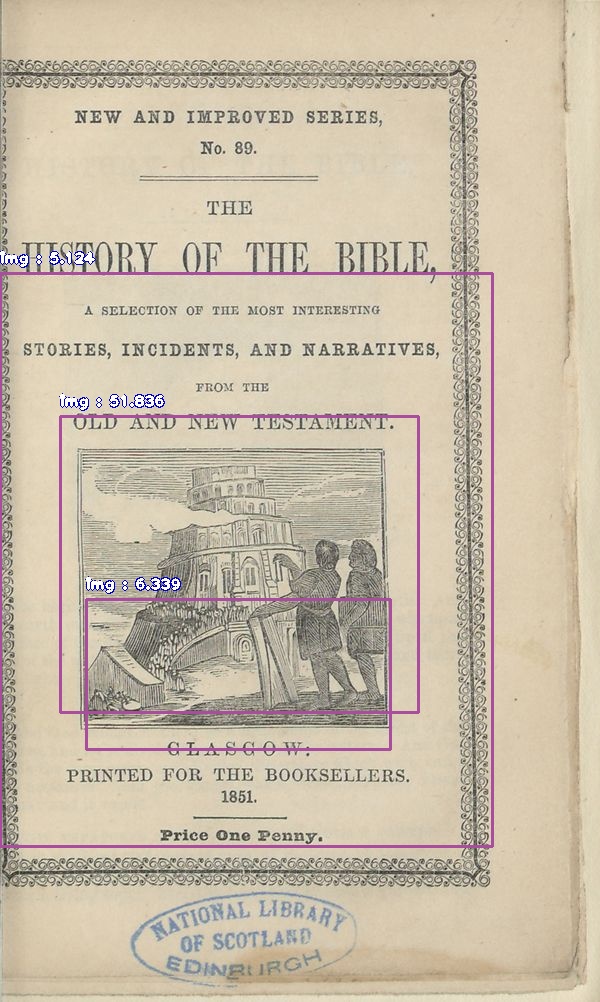 NEW AND IMPROVED SERIES,
No. 89.
THE
HISTORY OF THE BIBLE,
A SELECTION OF THE MOST INTERESTING
STORIES, INCIDENTS, AND NARRATIVES,
FROM THE
OLD AND NEW TESTAMENT.
GLASGOW:
PRINTED FOR THE BOOKSELLERS.
1851.
Price One Penny.
NATIONAL LIBRARY
OF SCOTLAND
EDINBURGH
img : 5.124
img : 51.836
img : 6.339